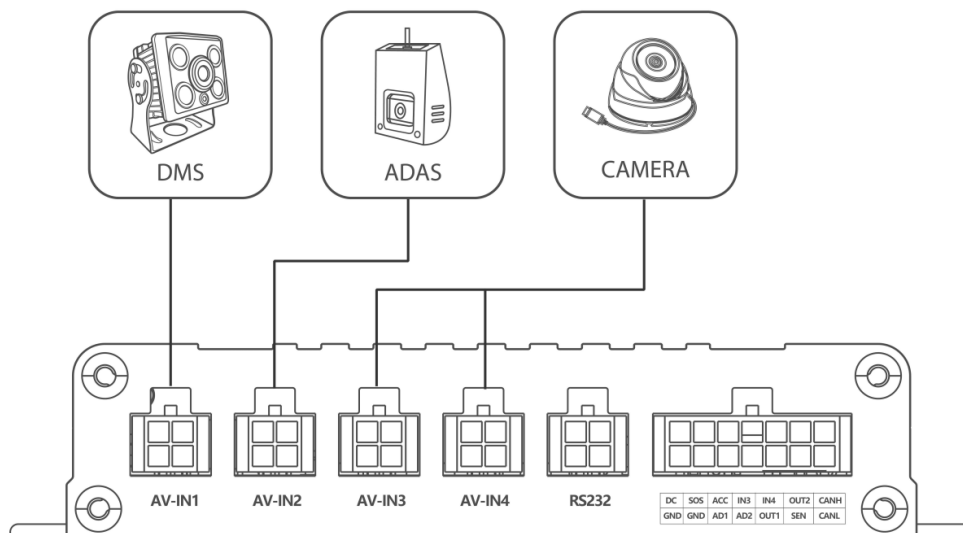 DMS
ADAS
CAMERA
AV-IN1 AV-IN2 AV-IN3 AV-IN4 RS232
DC SOS ACC IN3 IN4 OUT2 CANH
GND GND AD1 AD2 OUT1 SEN CANL